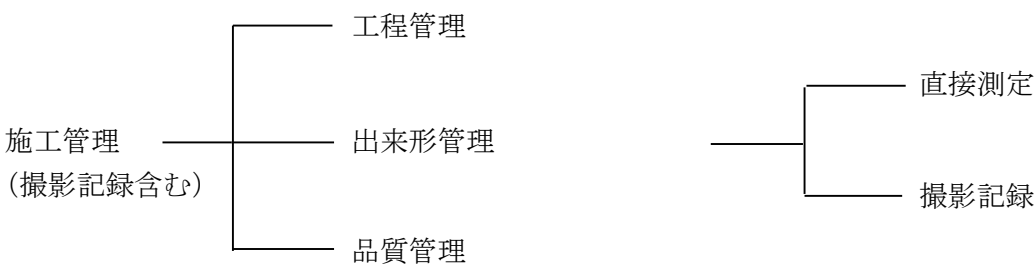 工程管理
直接測定
施工管理
出来形管理
（撮影記録含む）
撮影記録
品質管理